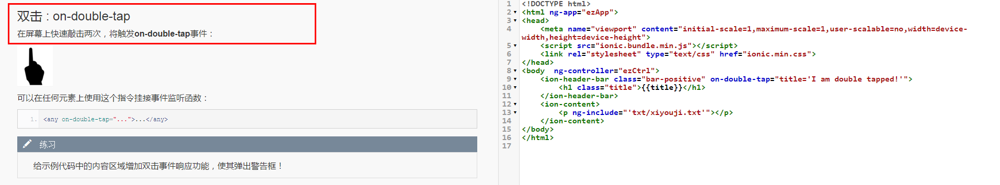 双击 : on-double-tap
在屏幕上快速敲击两次，将触发on-double-tap事件：
可以在任何元素上使用这个指令挂接事件监听函数：
1. <any on-double-tap="...">...</any>
练习
给示例代码中的内容区域增加双击事件响应功能，使其弹出警告框！
1 <!DOCTYPE html>
2 <html ng-app="ezApp">
3 <head>
4 <meta name="viewport" content="initial-scale=1,maximum-scale=1,user-scalable=no,width=device-
width,height=device-height">
5 <script src="ionic.bundle.min.js"></script>
6 <link rel="stylesheet" type="text/css" href="ionic.min.css">
7 </head>
8 <body  ng-controller="ezCtrl">
9 <ion-header-bar class="bar-positive" on-double-tap="title='I am double tapped!'">
10 <h1 class="title">{{title}}</h1>
11 </ion-header-bar>
12 <ion-content>
13 <p ng-include="'txt/xiyouji.txt'"></p>
14 </ion-content>
15 </body>
16 </html>
17